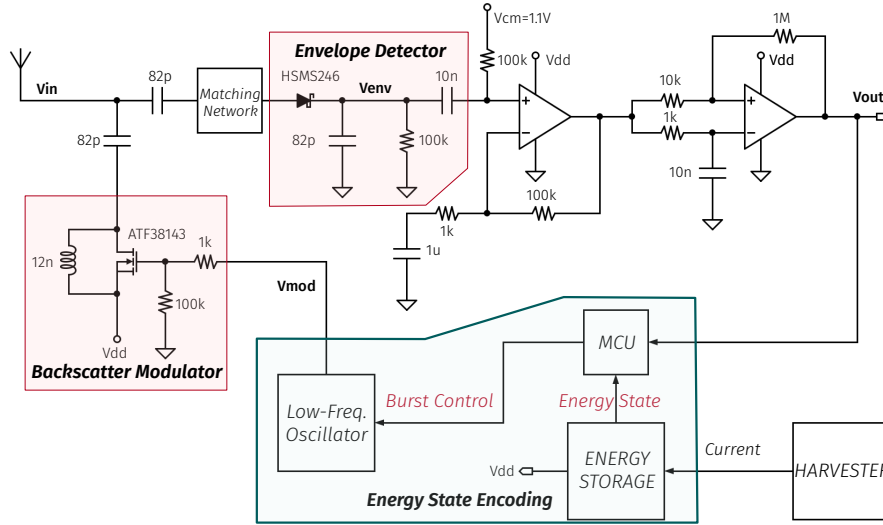 Vcm=1.1V
1M
Envelope Detector
100k
Vdd
Vdd
HSMS246
Vin
82p
Matching
Network
Venv
10n
10k
Vout
+
+
1k
−
−
82p
82p
100k
10n
100k
ATF38143
1k
1k
12n
1u
Vmod
100k
Vdd
Backscatter Modulator
MCU
Low-Freq.
Oscillator
Burst Control
Energy State
ENERGY
STORAGE
Vdd
Current
HARVESTER
Energy State Encoding